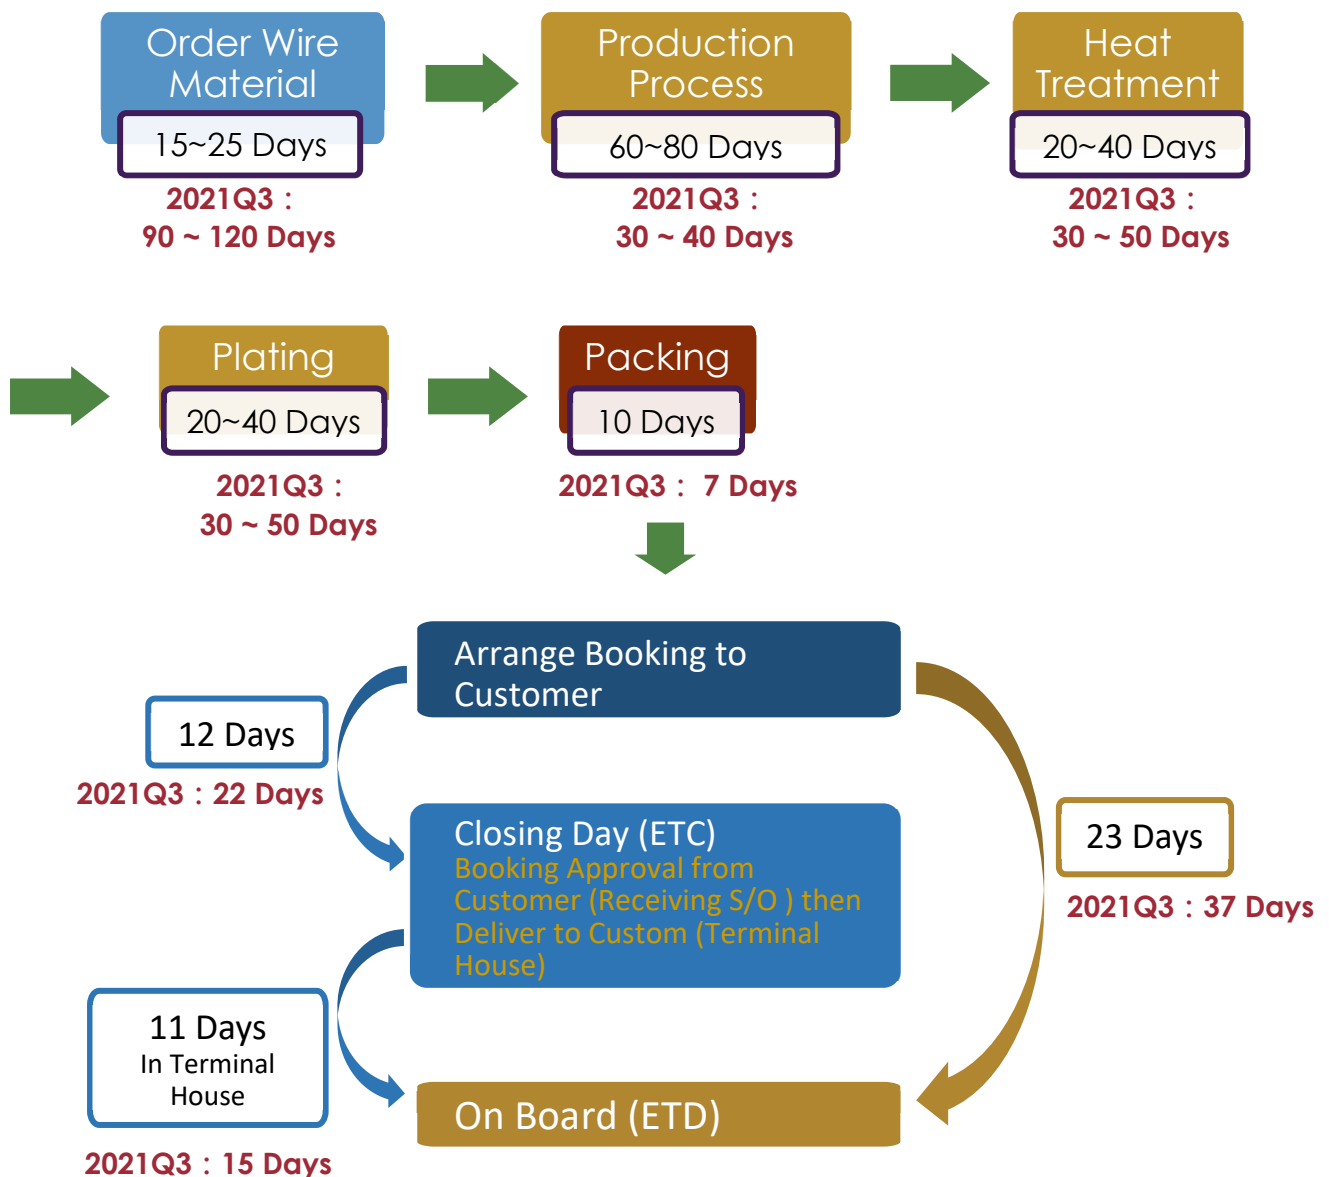 Order Wire
Material
15~25 Days
2021Q3：
90 ~ 120 Days
Production
Process
60~80 Days
2021Q3：
30 ~ 40 Days
Heat
Treatment
20~40 Days
2021Q3：
30 ~ 50 Days
Plating
20~40 Days
2021Q3：
30 ~ 50 Days
Packing
10 Days
2021Q3： 7 Days
Arrange Booking to
Customer
12 Days
2021Q3：22 Days
Closing Day (ETC)
Booking Approval from
Customer (Receiving S/O ) then
Deliver to Custom (Terminal
House)
23 Days
2021Q3：37 Days
11 Days
In Terminal
House
2021Q3：15 Days
On Board (ETD)